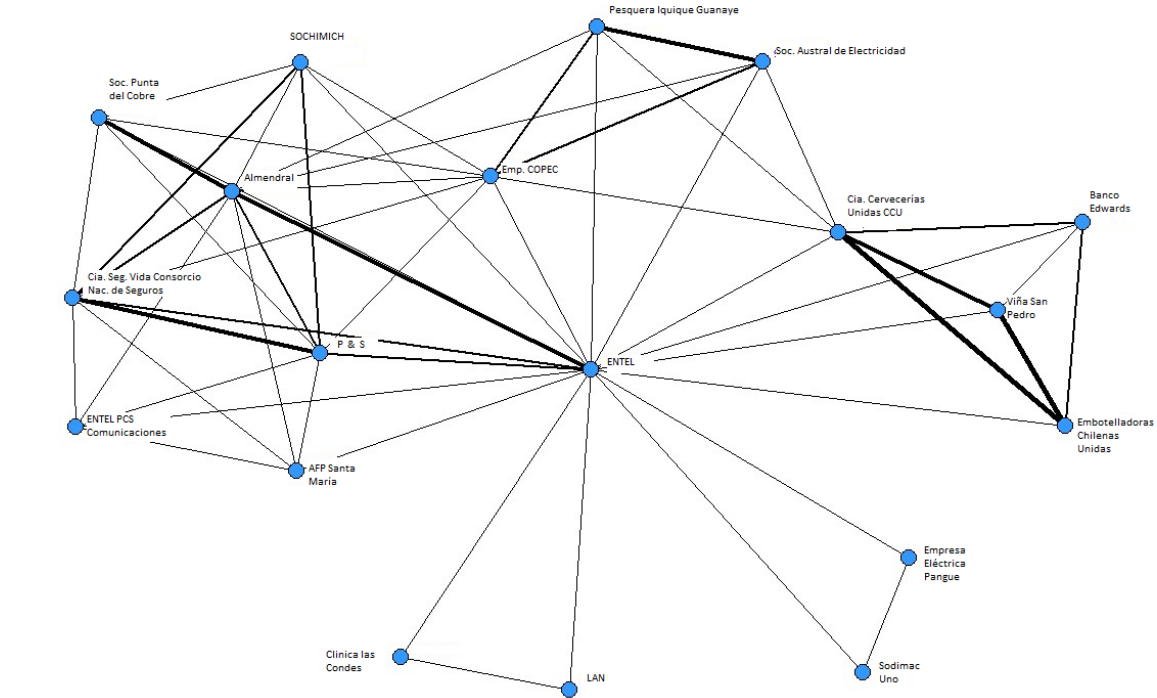 Pesquera Iquique Guanaye
SOCHIMICH
Soc. Austral de Electricidad
Soc. Punta
del Cobre
Almendral
Emp. COPEC
Cia. Cervecerías
Unidas CCU
Banco
Edwards
Cia. Seg. Vida Consorcio
Nac. de Seguros
Viña San
Pedro
P & S
ENTEL
ENTEL PCS
Comunicaciones
Embotelladoras
Chilenas
Unidas
AFP Santa
Maria
Empresa
Eléctrica
Pangue
Clinica las
Condes
Sodimac
Uno
LAN